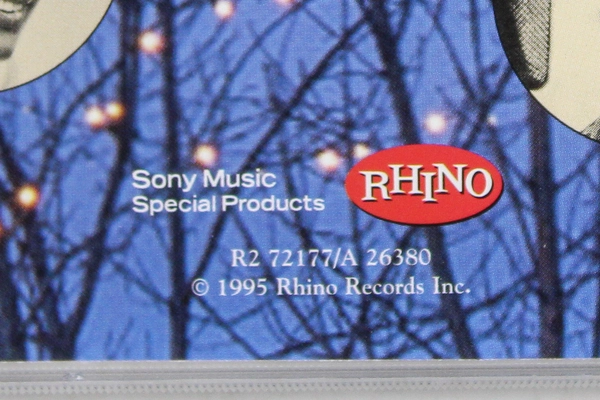 Sony Music
Special Products
RHINO
R2 72177/A 26380
© 1995 Rhino Records Inc.